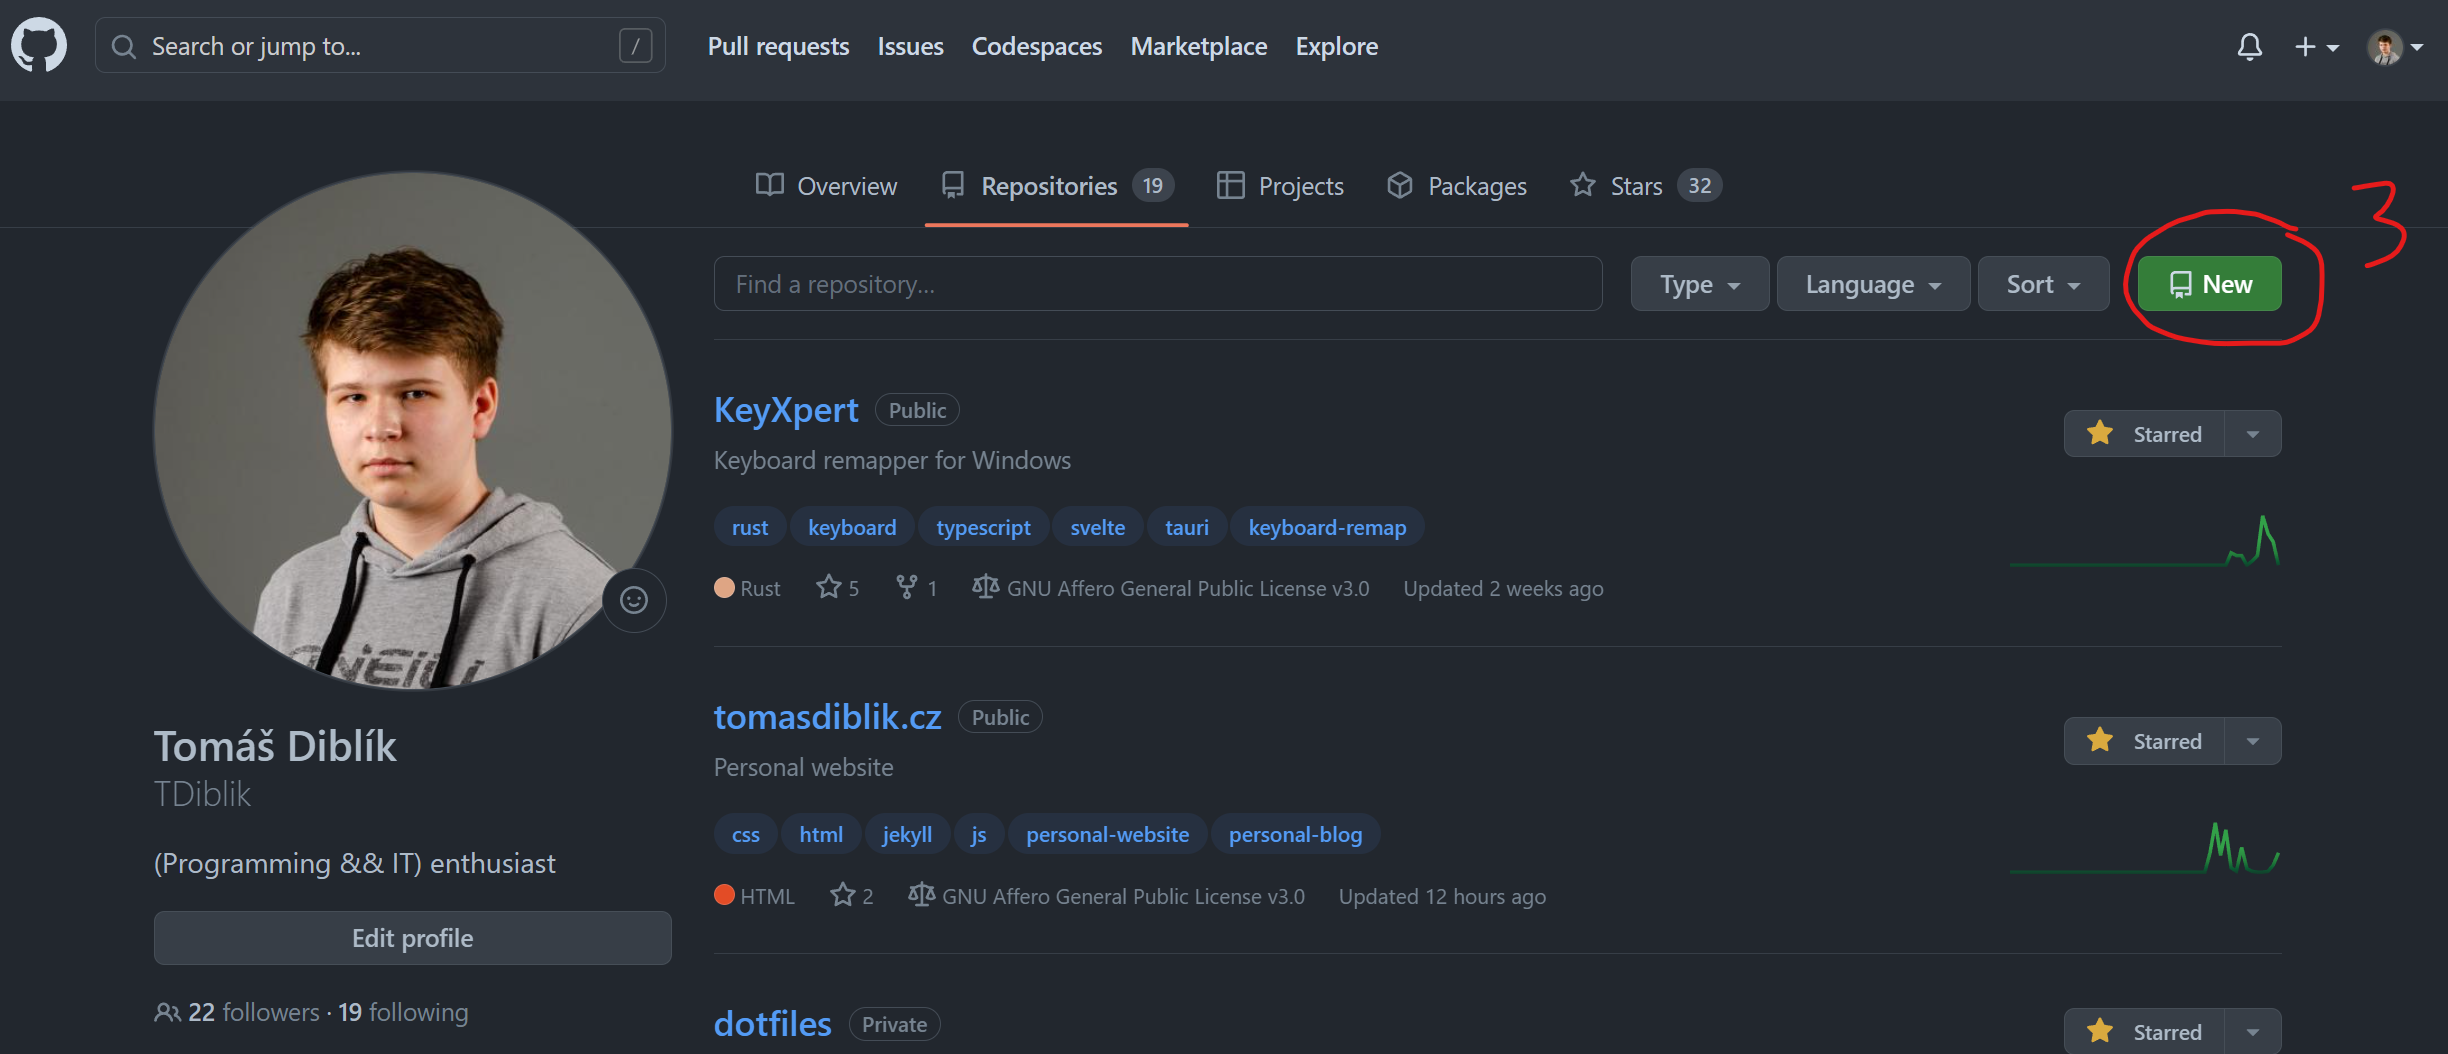 Search or jump to...
/
Pull requests
Issues
Codespaces
Marketplace
Explore
Overview
Repositories 19
Projects
Packages
Stars 32
3
Find a repository...
Type
Language
Sort
New
KeyXpert Public
Starred
Keyboard remapper for Windows
rust keyboard typescript svelte tauri keyboard-remap
Rust 5 1 GNU Affero General Public License v3.0 Updated 2 weeks ago
tomasdiblik.cz Public
Starred
Personal website
css html jekyll js personal-website personal-blog
HTML 2 GNU Affero General Public License v3.0 Updated 12 hours ago
dotfiles Private
Starred
O'NEILL
Tomáš Diblík
TDiblik
(Programming && IT) enthusiast
Edit profile
22 followers · 19 following